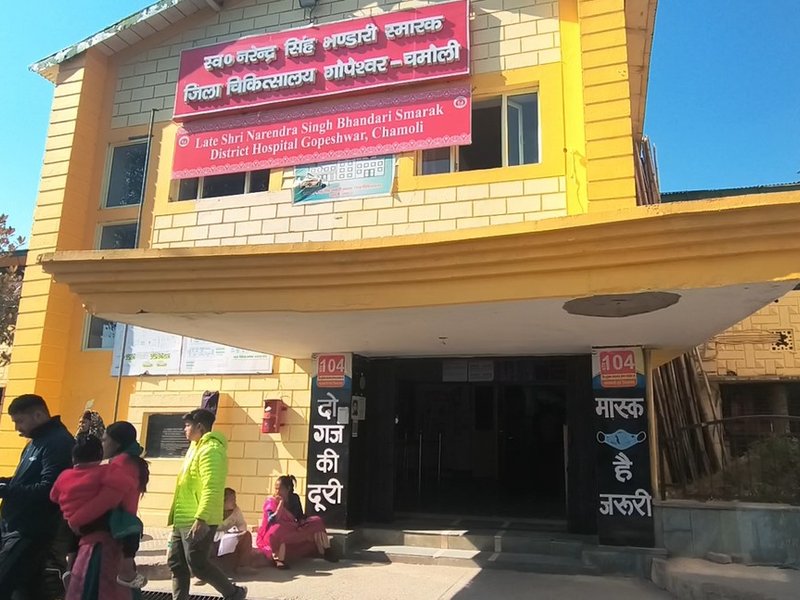 स्व० नरेन्द्र सिंह भण्डारी स्मारक
जिला चिकित्सालय गोपेश्वर - चमोली
Late Shri Narendra Singh Bhandari Smarak
District Hospital Gopeshwar, Chamoli
104
दो
गज
की
दूरी
104
मास्क
है
जरूरी